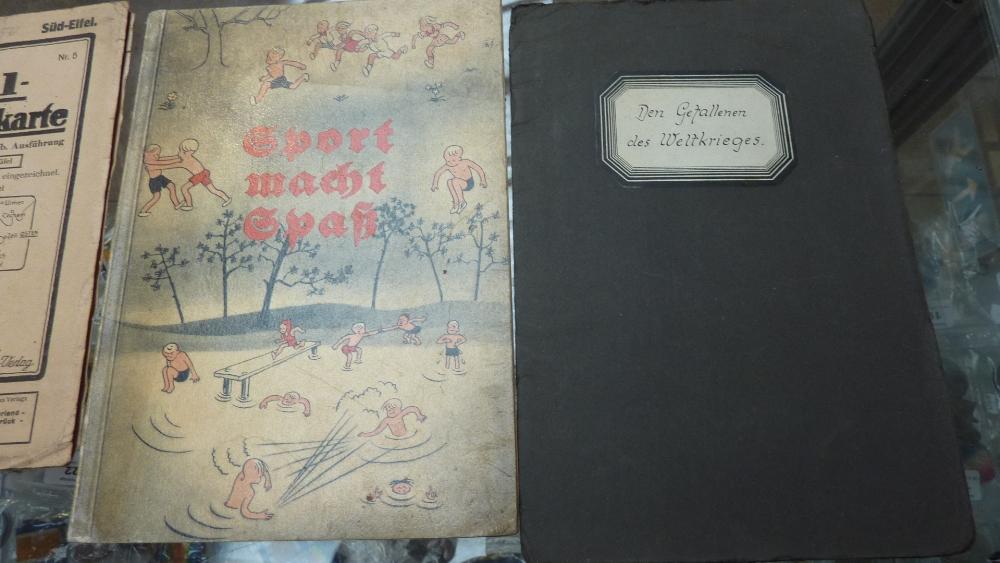 Süd-Eifel.
Nr. 5
karte
b. Ausführung
eingezeichnet.
Verlag
Sport
macht
Spaß
Den Gefallenen
des Weltkrieges.